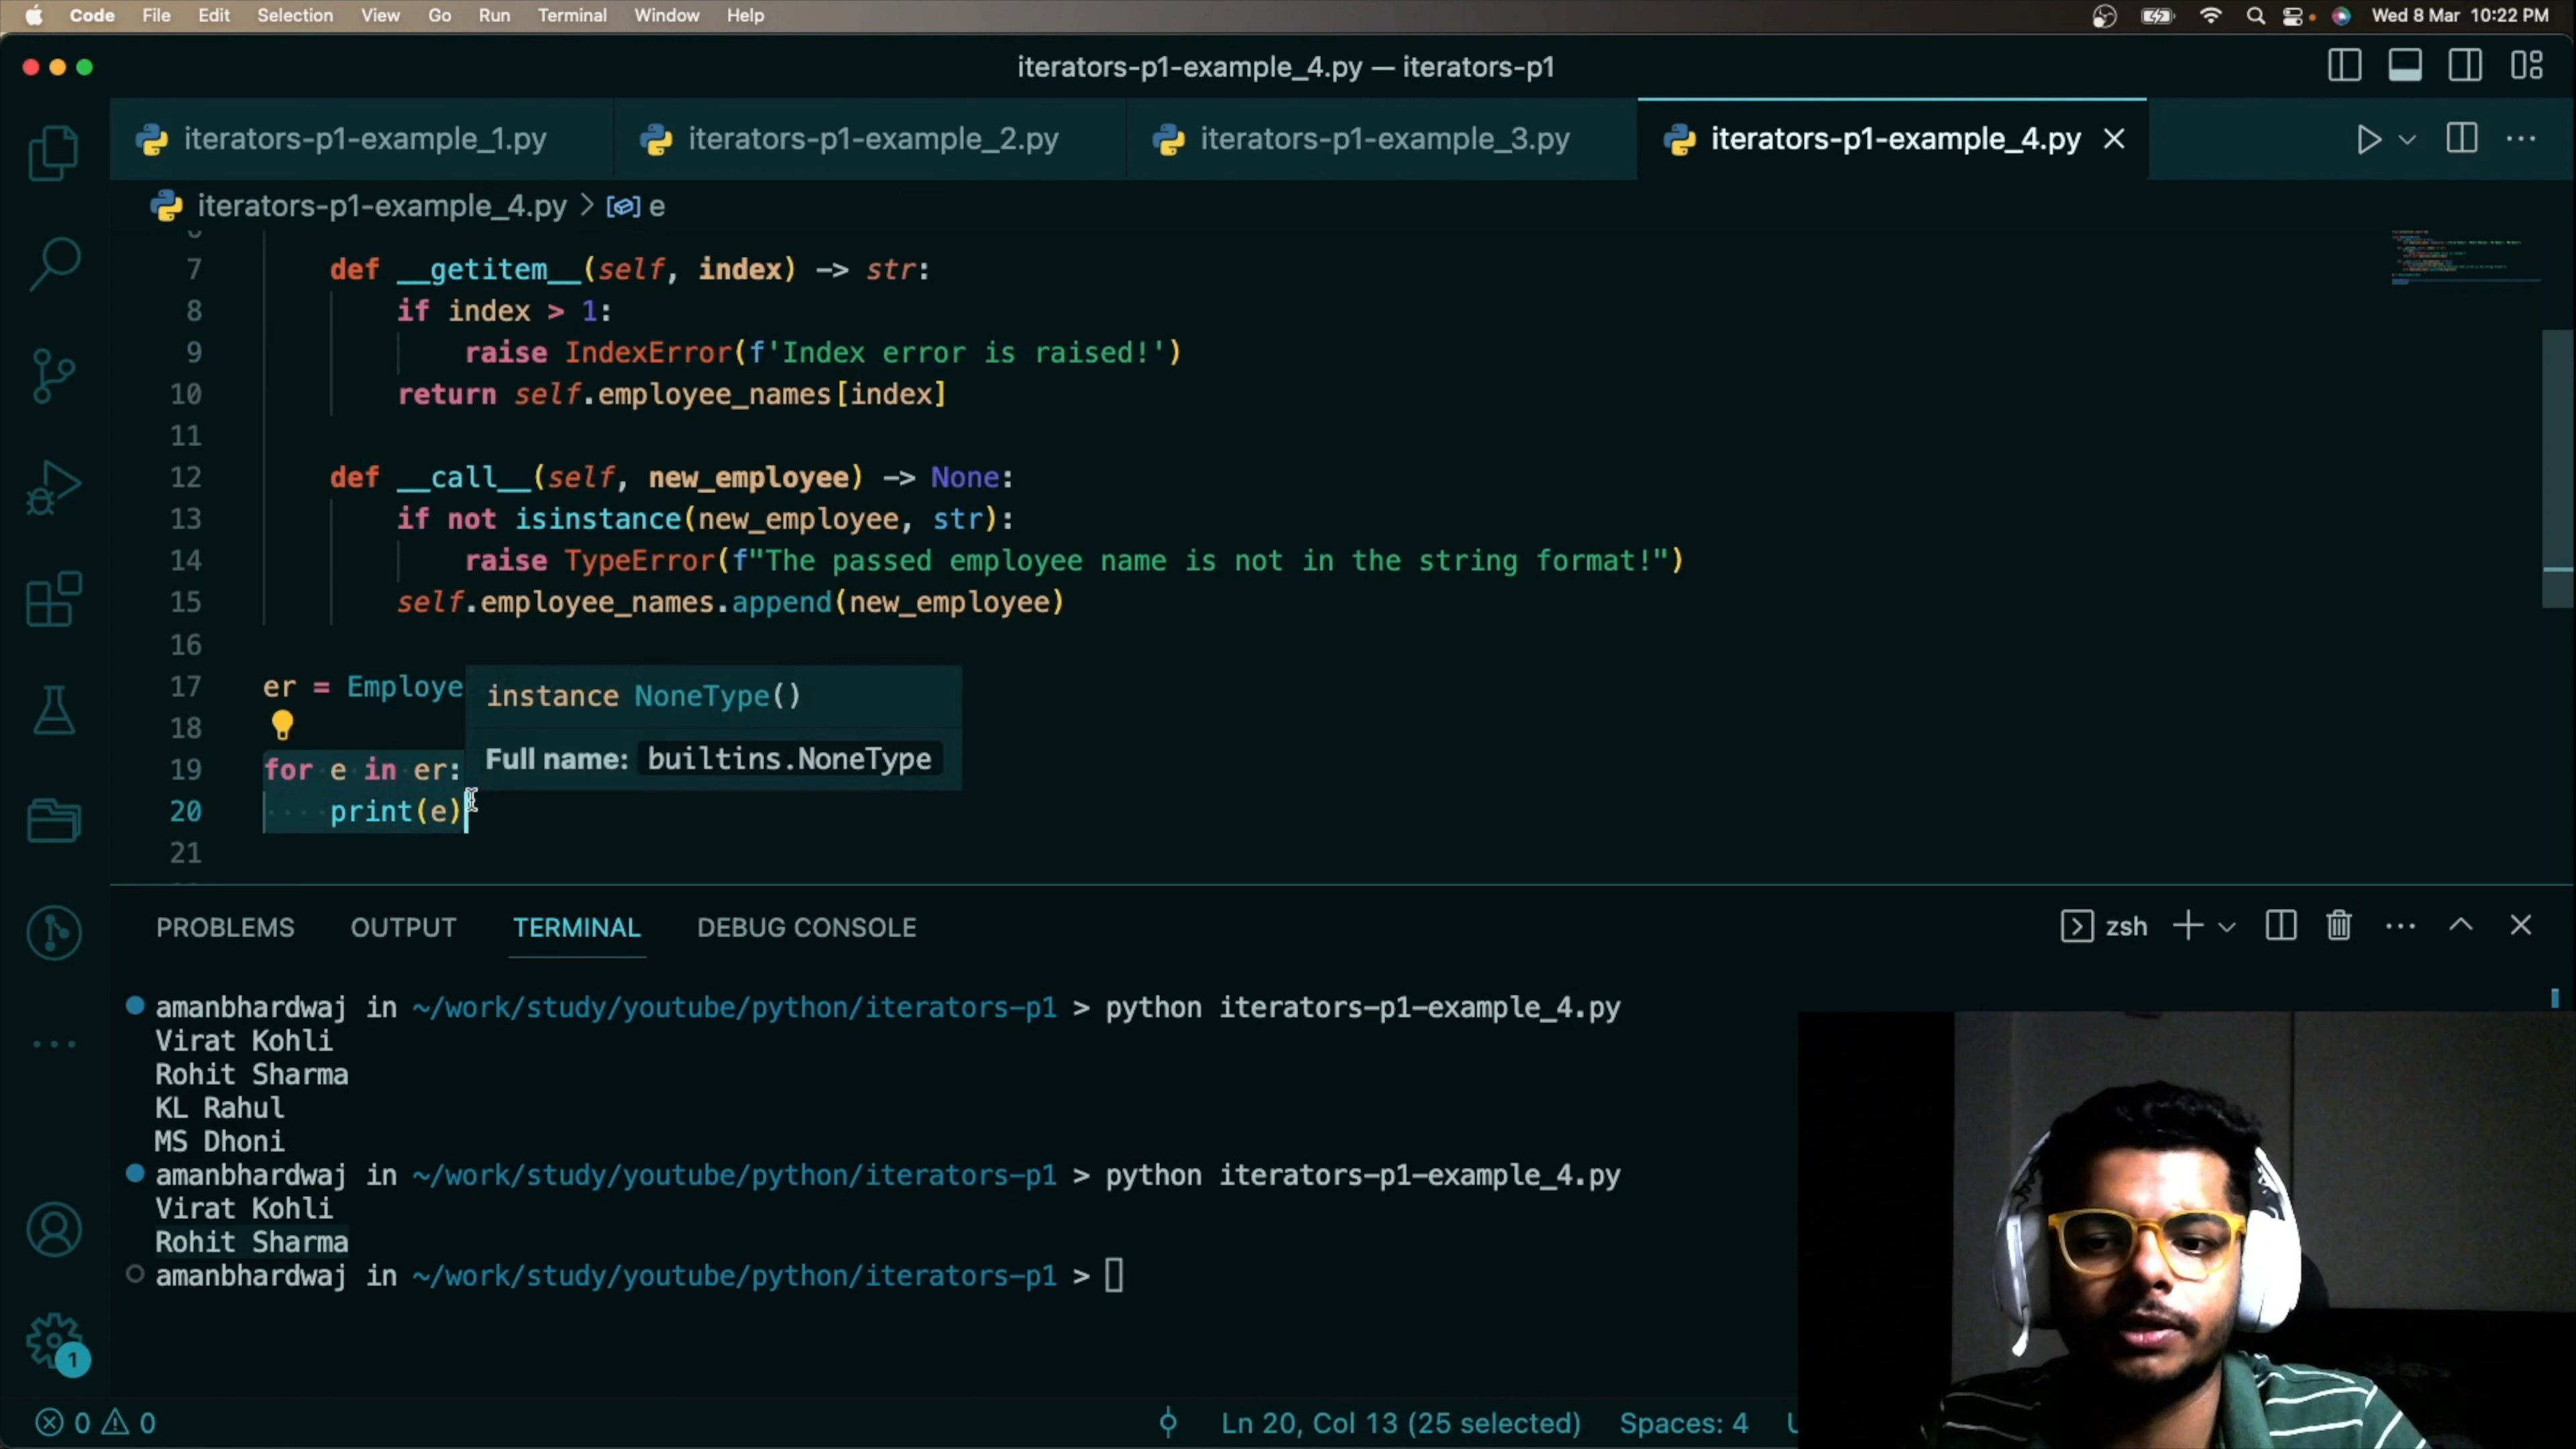 Code File Edit Selection View Go Run Terminal Window Help Wed 8 Mar 10:22 PM
iterators-p1-example_4.py — iterators-p1
iterators-p1-example_1.py iterators-p1-example_2.py iterators-p1-example_3.py iterators-p1-example_4.py
iterators-p1-example_4.py > e
7 def __getitem__(self, index) -> str:
8 if index > 1:
9 raise IndexError(f'Index error is raised!')
10 return self.employee_names[index]
11
12 def __call__(self, new_employee) -> None:
13 if not isinstance(new_employee, str):
14 raise TypeError(f"The passed employee name is not in the string format!")
15 self.employee_names.append(new_employee)
16
17 er = Employe
instance NoneType()
18
Full name: builtins.NoneType
19 for e in er:
20 print(e)
21
PROBLEMS OUTPUT TERMINAL DEBUG CONSOLE zsh
amanbhardwaj in ~/work/study/youtube/python/iterators-p1 > python iterators-p1-example_4.py
Virat Kohli
Rohit Sharma
KL Rahul
MS Dhoni
amanbhardwaj in ~/work/study/youtube/python/iterators-p1 > python iterators-p1-example_4.py
Virat Kohli
Rohit Sharma
amanbhardwaj in ~/work/study/youtube/python/iterators-p1 >
1
0 0 Ln 20, Col 13 (25 selected) Spaces: 4